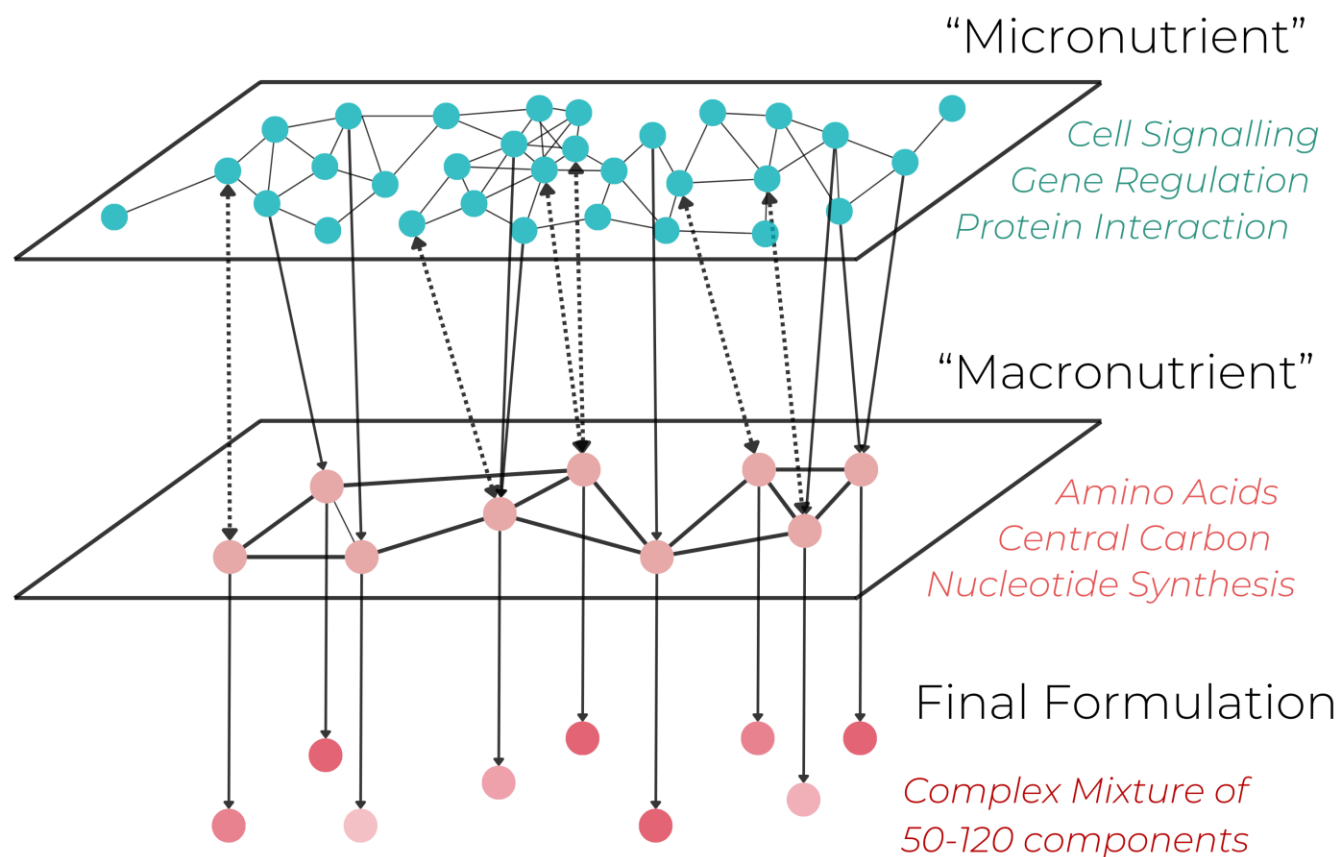 “Micronutrient”
Cell Signalling
Gene Regulation
Protein Interaction
“Macronutrient”
Amino Acids
Central Carbon
Nucleotide Synthesis
Final Formulation
Complex Mixture of
50-120 components